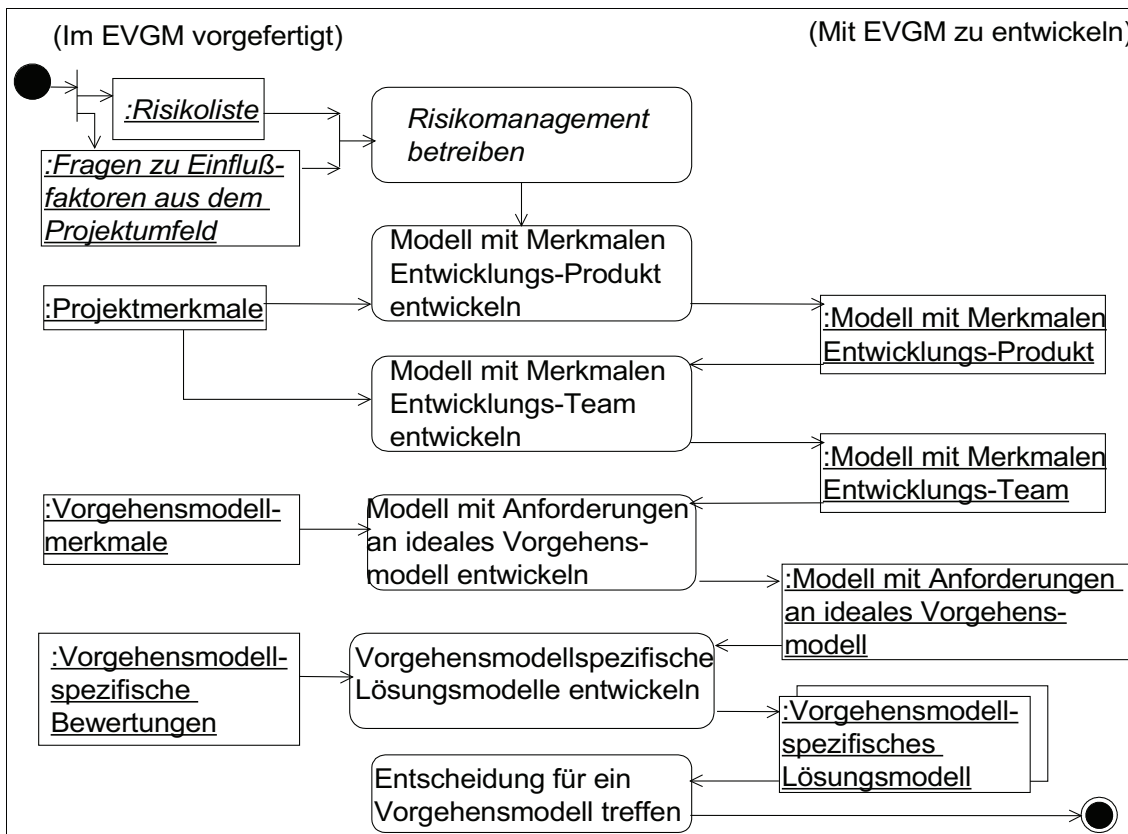 (Im EVGM vorgefertigt)
(Mit EVGM zu entwickeln)
:Risikoliste
Risikomanagement
betreiben
:Fragen zu Einfluß-
faktoren aus dem
Projektumfeld
Modell mit Merkmalen
Entwicklungs-Produkt
entwickeln
:Projektmerkmale
:Modell mit Merkmalen
Entwicklungs-Produkt
Modell mit Merkmalen
Entwicklungs-Team
entwickeln
:Modell mit Merkmalen
Entwicklungs-Team
:Vorgehensmodell-
merkmale
Modell mit Anforderungen
an ideales Vorgehens-
modell entwickeln
:Modell mit Anforderungen
an ideales Vorgehens-
modell
:Vorgehensmodell-
spezifische
Bewertungen
Vorgehensmodellspezifische
Lösungsmodelle entwickeln
:Vorgehensmodell-
spezifisches
Lösungsmodell
Entscheidung für ein
Vorgehensmodell treffen